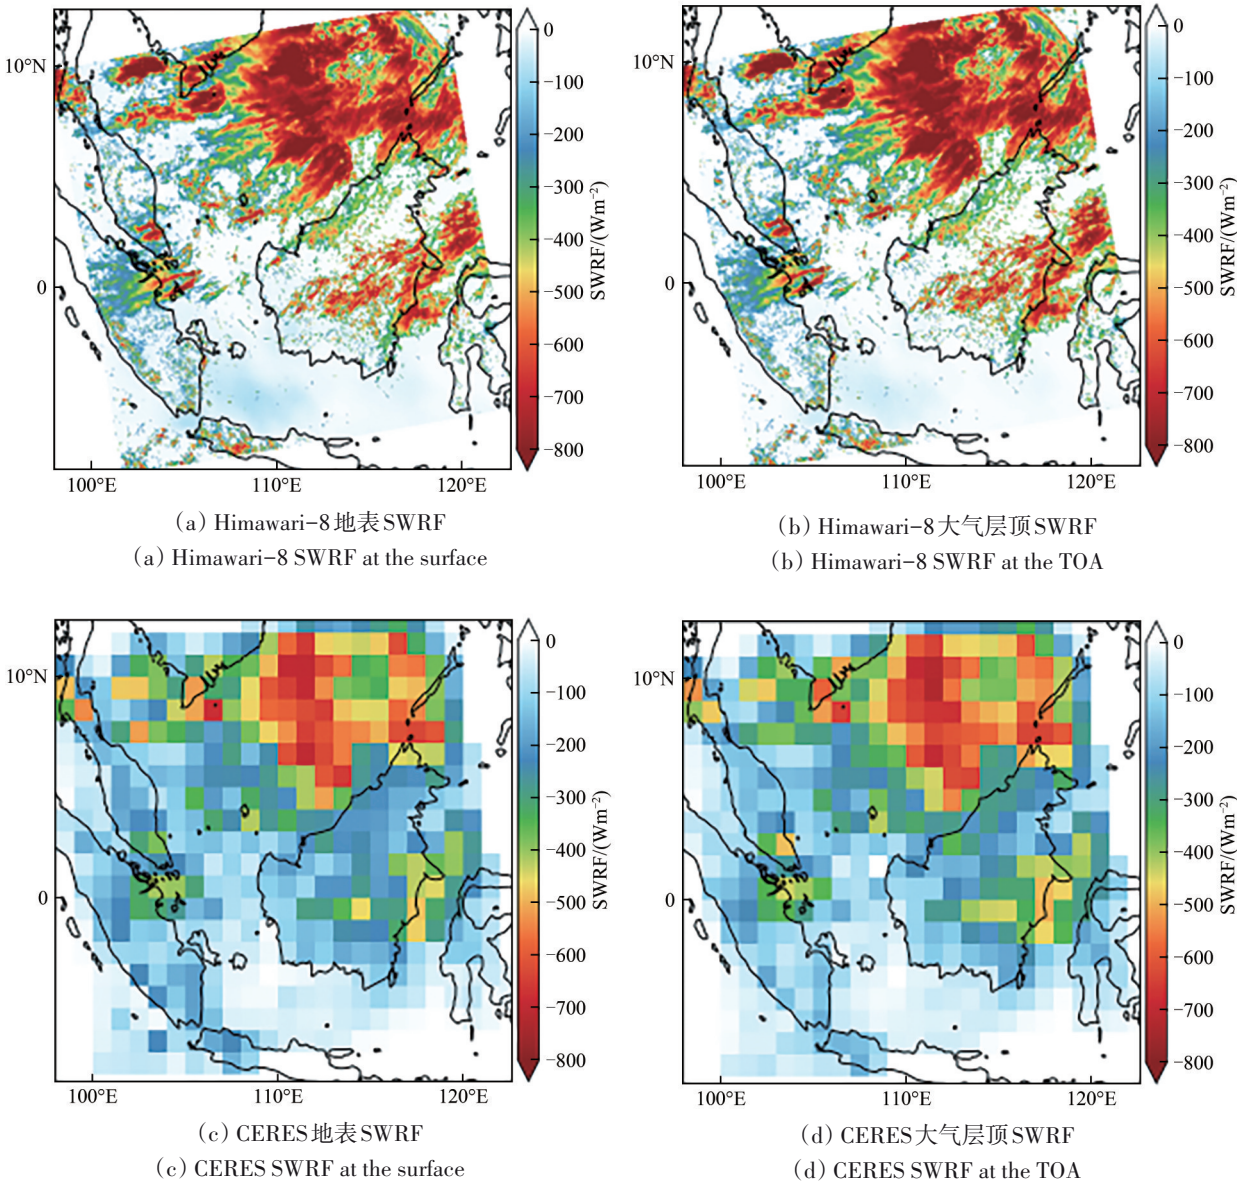 10°N
0
100°E 110°E 120°E
0
−100
−200
−300
−400
−500
−600
−700
−800
SWRF/(Wm⁻²)
(a) Himawari−8地表SWRF
(a) Himawari−8 SWRF at the surface
10°N
0
100°E 110°E 120°E
0
−100
−200
−300
−400
−500
−600
−700
−800
SWRF/(Wm⁻²)
(b) Himawari−8大气层顶SWRF
(b) Himawari−8 SWRF at the TOA
10°N
0
100°E 110°E 120°E
0
−100
−200
−300
−400
−500
−600
−700
−800
SWRF/(Wm⁻²)
(c) CERES地表SWRF
(c) CERES SWRF at the surface
10°N
0
100°E 110°E 120°E
0
−100
−200
−300
−400
−500
−600
−700
−800
SWRF/(Wm⁻²)
(d) CERES大气层顶SWRF
(d) CERES SWRF at the TOA